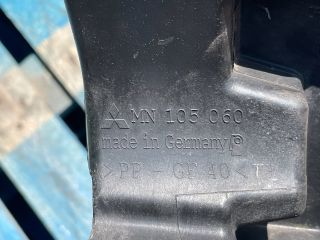 MN 105 060
made in Germany P
>PP - GF 40<